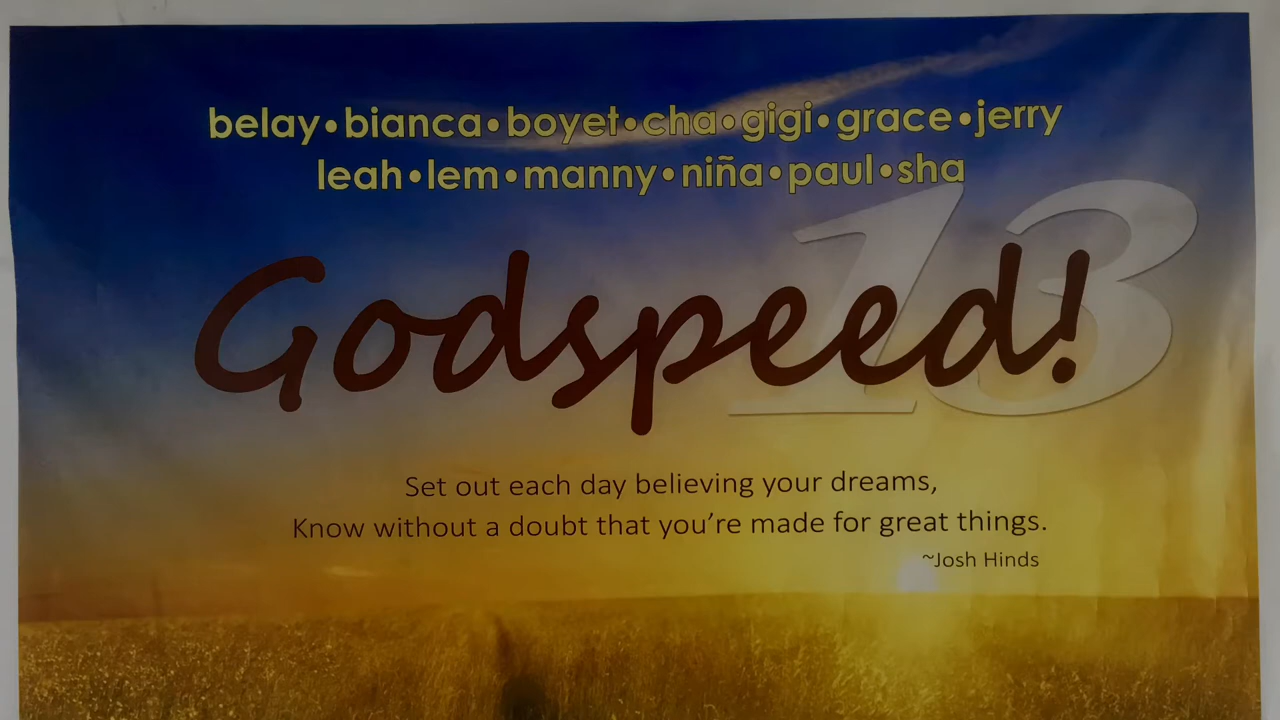 belay•bianca•boyet•cha•gigi•grace•jerry
leah•lem•manny•niña•paul•sha
13
Godspeed!
Set out each day believing your dreams,
Know without a doubt that you're made for great things.
~Josh Hinds